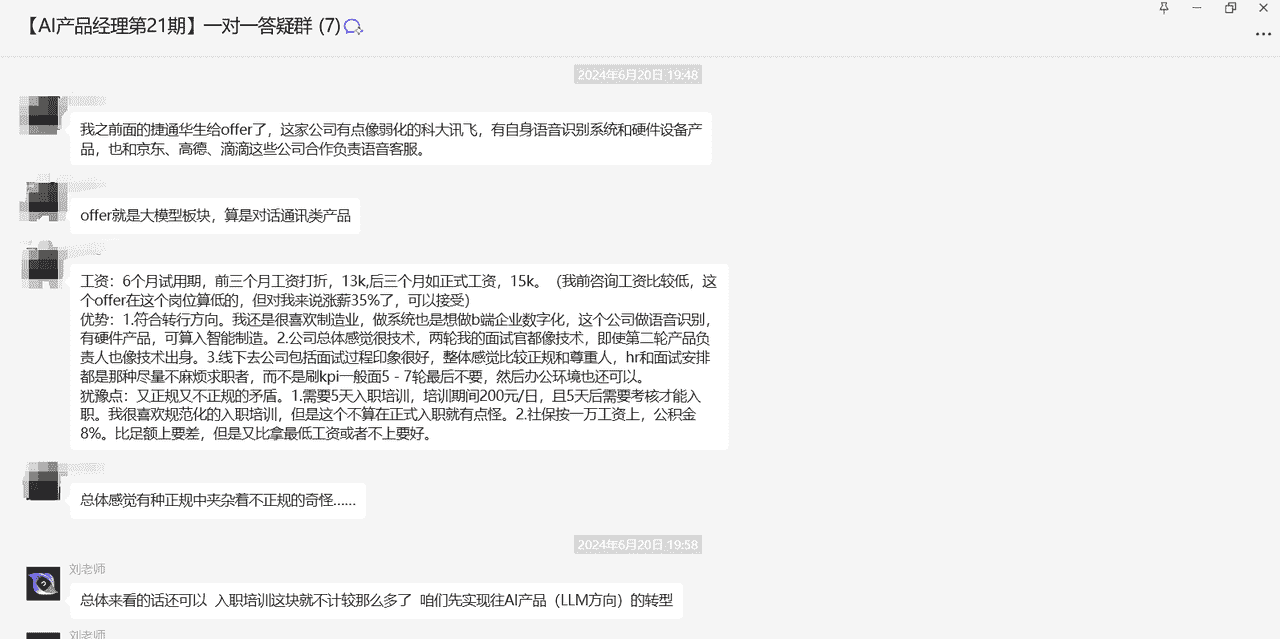 【AI产品经理第21期】一对一答疑群 (7)
2024年6月20日 19:48
我之前面的捷通华生给offer了，这家公司有点像弱化的科大讯飞，有自身语音识别系统和硬件设备产
品，也和京东、高德、滴滴这些公司合作负责语音客服。
offer就是大模型板块，算是对话通讯类产品
工资：6个月试用期，前三个月工资打折，13k,后三个月如正式工资，15k。（我前咨询工资比较低，这
个offer在这个岗位算低的，但对我来说涨薪35%了，可以接受）
优势：1.符合转行方向。我还是很喜欢制造业，做系统也是想做b端企业数字化，这个公司做语音识别，
有硬件产品，可算入智能制造。2.公司总体感觉很技术，两轮我的面试官都像技术，即使第二轮产品负
责人也像技术出身。3.线下去公司包括面试过程印象很好，整体感觉比较正规和尊重人，hr和面试安排
都是那种尽量不麻烦求职者，而不是刷kpi一般面5 - 7轮最后不要，然后办公环境也还可以。
犹豫点：又正规又不正规的矛盾。1.需要5天入职培训，培训期间200元/日，且5天后需要考核才能入
职。我很喜欢规范化的入职培训，但是这个不算在正式入职就有点怪。2.社保按一万工资上，公积金
8%。比足额上要差，但是又比拿最低工资或者不上要好。
总体感觉有种正规中夹杂着不正规的奇怪......
2024年6月20日 19:58
刘老师
总体来看的话还可以  入职培训这块就不计较那么多了  咱们先实现往AI产品（LLM方向）的转型
刘老师